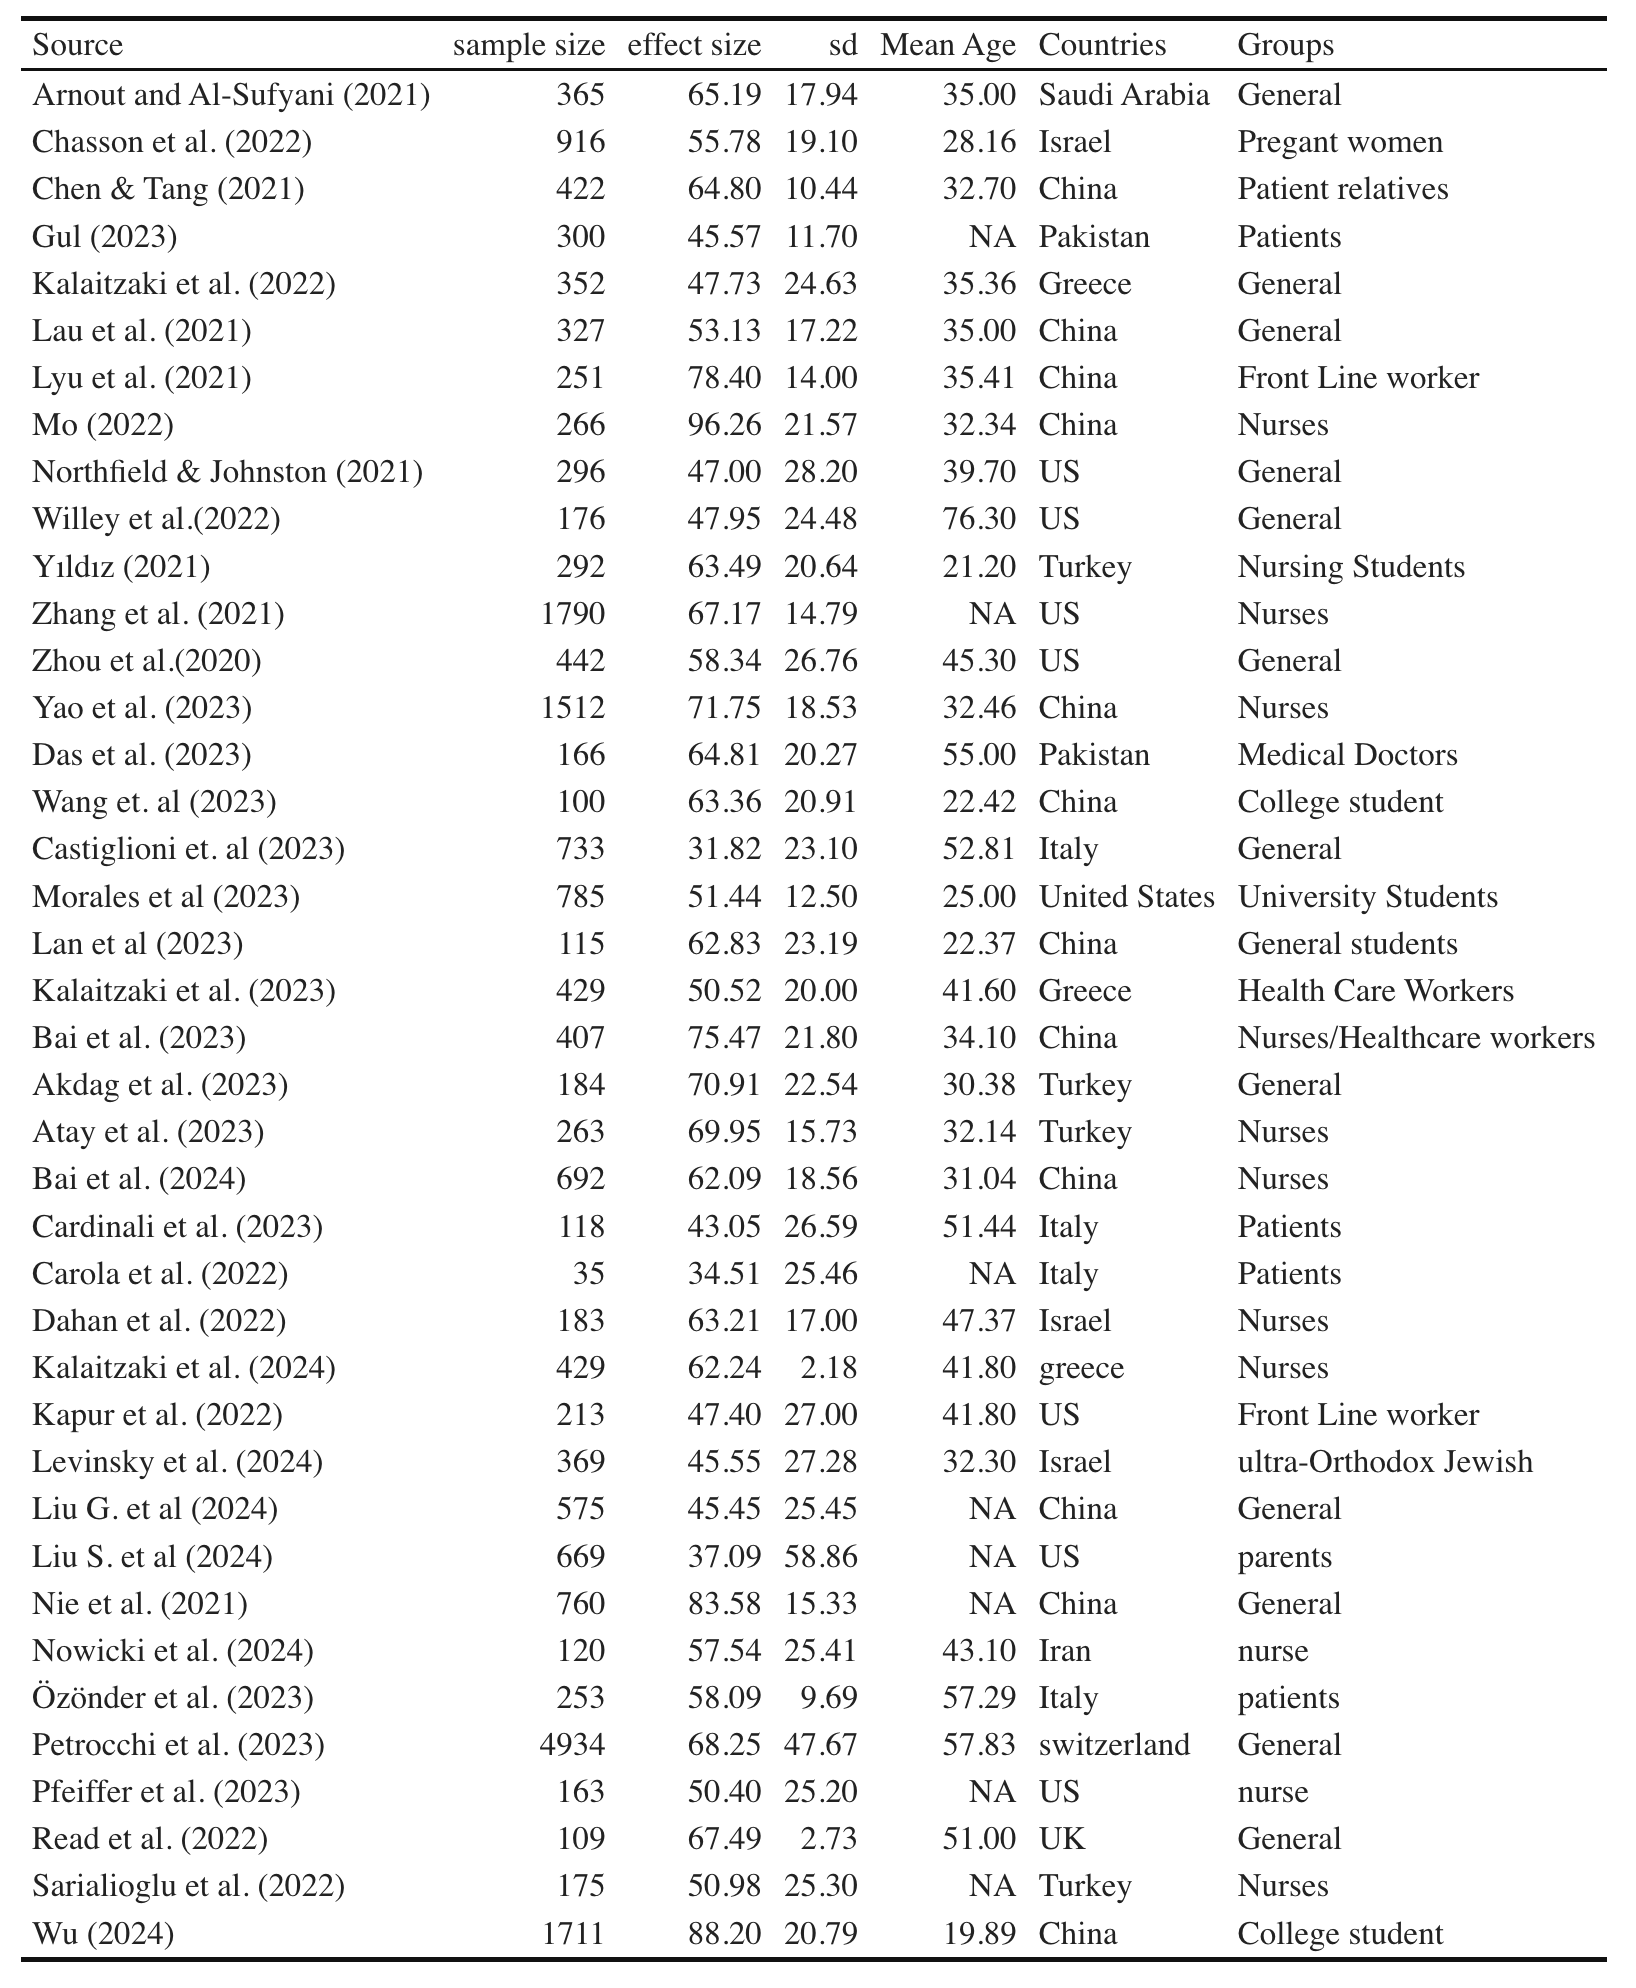 Source sample size effect size sd Mean Age Countries Groups
Arnout and Al-Sufyani (2021) 365 65.19 17.94 35.00 Saudi Arabia General
Chasson et al. (2022) 916 55.78 19.10 28.16 Israel Pregant women
Chen & Tang (2021) 422 64.80 10.44 32.70 China Patient relatives
Gul (2023) 300 45.57 11.70 NA Pakistan Patients
Kalaitzaki et al. (2022) 352 47.73 24.63 35.36 Greece General
Lau et al. (2021) 327 53.13 17.22 35.00 China General
Lyu et al. (2021) 251 78.40 14.00 35.41 China Front Line worker
Mo (2022) 266 96.26 21.57 32.34 China Nurses
Northfield & Johnston (2021) 296 47.00 28.20 39.70 US General
Willey et al.(2022) 176 47.95 24.48 76.30 US General
Yıldız (2021) 292 63.49 20.64 21.20 Turkey Nursing Students
Zhang et al. (2021) 1790 67.17 14.79 NA US Nurses
Zhou et al.(2020) 442 58.34 26.76 45.30 US General
Yao et al. (2023) 1512 71.75 18.53 32.46 China Nurses
Das et al. (2023) 166 64.81 20.27 55.00 Pakistan Medical Doctors
Wang et. al (2023) 100 63.36 20.91 22.42 China College student
Castiglioni et. al (2023) 733 31.82 23.10 52.81 Italy General
Morales et al (2023) 785 51.44 12.50 25.00 United States University Students
Lan et al (2023) 115 62.83 23.19 22.37 China General students
Kalaitzaki et al. (2023) 429 50.52 20.00 41.60 Greece Health Care Workers
Bai et al. (2023) 407 75.47 21.80 34.10 China Nurses/Healthcare workers
Akdag et al. (2023) 184 70.91 22.54 30.38 Turkey General
Atay et al. (2023) 263 69.95 15.73 32.14 Turkey Nurses
Bai et al. (2024) 692 62.09 18.56 31.04 China Nurses
Cardinali et al. (2023) 118 43.05 26.59 51.44 Italy Patients
Carola et al. (2022) 35 34.51 25.46 NA Italy Patients
Dahan et al. (2022) 183 63.21 17.00 47.37 Israel Nurses
Kalaitzaki et al. (2024) 429 62.24 2.18 41.80 greece Nurses
Kapur et al. (2022) 213 47.40 27.00 41.80 US Front Line worker
Levinsky et al. (2024) 369 45.55 27.28 32.30 Israel ultra-Orthodox Jewish
Liu G. et al (2024) 575 45.45 25.45 NA China General
Liu S. et al (2024) 669 37.09 58.86 NA US parents
Nie et al. (2021) 760 83.58 15.33 NA China General
Nowicki et al. (2024) 120 57.54 25.41 43.10 Iran nurse
Özönder et al. (2023) 253 58.09 9.69 57.29 Italy patients
Petrocchi et al. (2023) 4934 68.25 47.67 57.83 switzerland General
Pfeiffer et al. (2023) 163 50.40 25.20 NA US nurse
Read et al. (2022) 109 67.49 2.73 51.00 UK General
Sarialioglu et al. (2022) 175 50.98 25.30 NA Turkey Nurses
Wu (2024) 1711 88.20 20.79 19.89 China College student